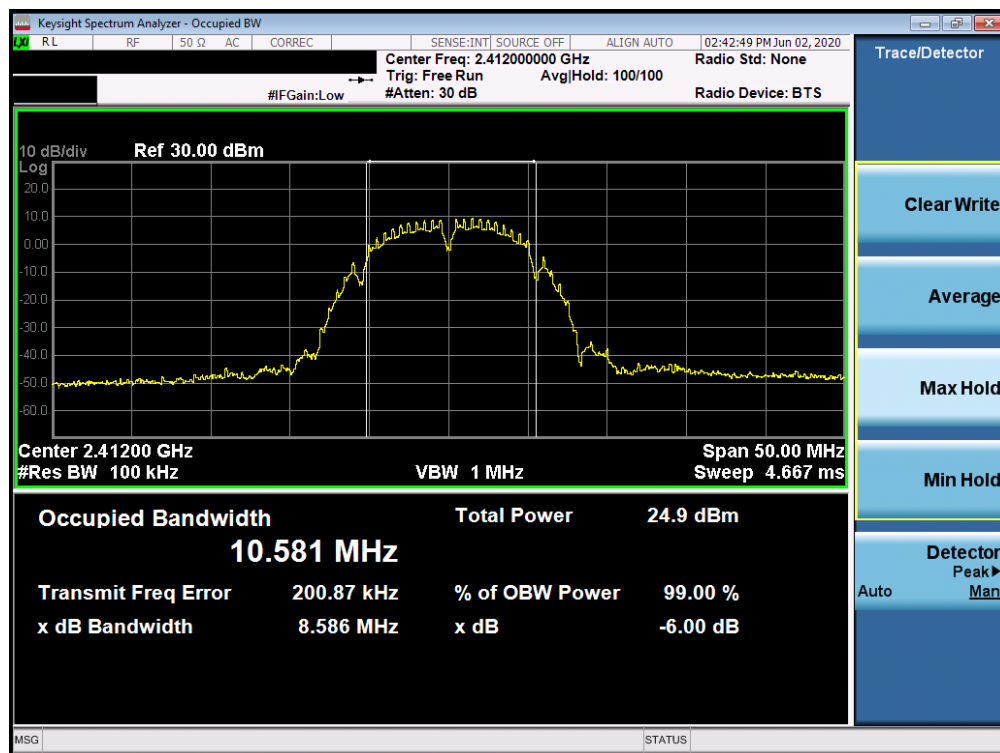 Keysight Spectrum Analyzer - Occupied BW
LXI RL RF 50 Ω AC CORREC SENSE:INT SOURCE OFF ALIGN AUTO 02:42:49 PM Jun 02, 2020
Center Freq: 2.412000000 GHz Radio Std: None
Trig: Free Run Avg|Hold: 100/100
#IFGain:Low #Atten: 30 dB Radio Device: BTS
10 dB/div Ref 30.00 dBm
Log
20.0
10.0
0.00
-10.0
-20.0
-30.0
-40.0
-50.0
-60.0
Center 2.41200 GHz Span 50.00 MHz
#Res BW 100 kHz VBW 1 MHz Sweep 4.667 ms
Occupied Bandwidth Total Power 24.9 dBm
10.581 MHz
Transmit Freq Error 200.87 kHz % of OBW Power 99.00 %
x dB Bandwidth 8.586 MHz x dB -6.00 dB
MSG STATUS
Trace/Detector
Clear Write
Average
Max Hold
Min Hold
Detector
Peak▶
Auto Man